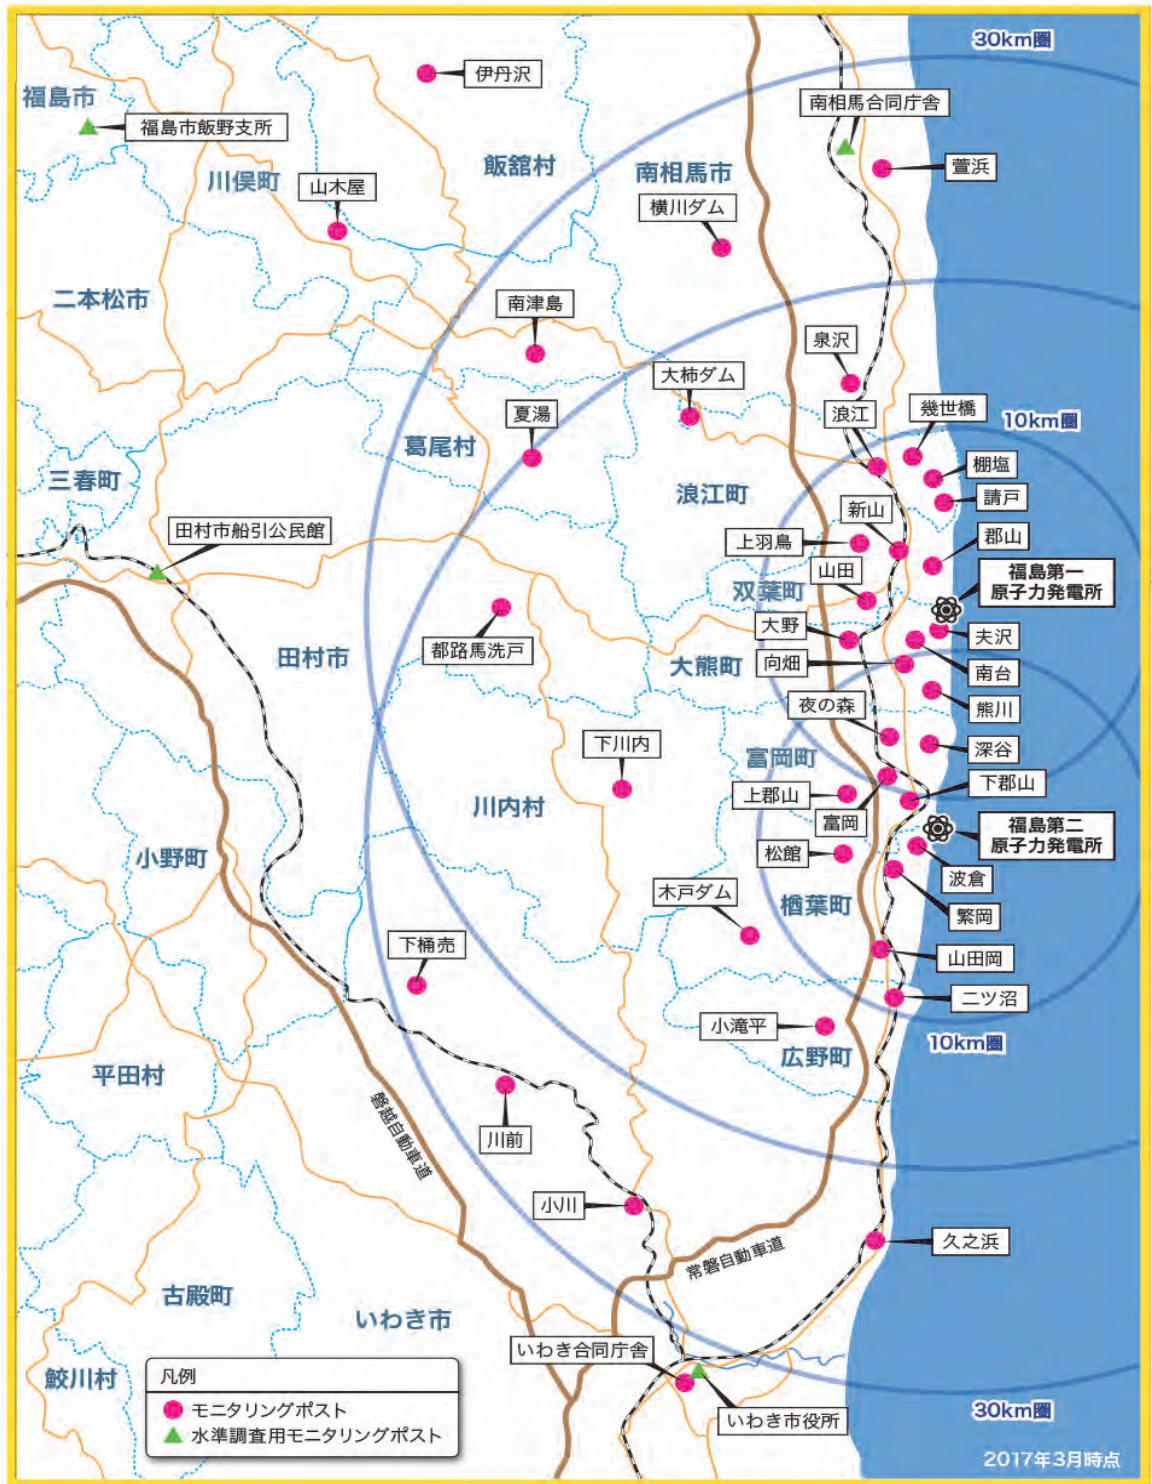 30km圏
伊丹沢
福島市
南相馬合同庁舎
福島市飯野支所
飯舘村
南相馬市
萱浜
川俣町
山木屋
横川ダム
二本松市
南津島
泉沢
大柿ダム
夏湯
浪江
幾世橋
10km圏
葛尾村
棚塩
三春町
浪江町
請戸
新山
田村市船引公民館
上羽鳥
郡山
山田
福島第一
原子力発電所
双葉町
大野
夫沢
都路馬洗戸
田村市
大熊町
向畑
南台
夜の森
熊川
下川内
富岡町
深谷
下郡山
上郡山
川内村
富岡
福島第二
原子力発電所
小野町
松館
波倉
木戸ダム
楢葉町
繁岡
下桶売
山田岡
二ツ沼
小滝平
広野町
10km圏
平田村
磐越自動車道
川前
小川
久之浜
常磐自動車道
古殿町
いわき市
いわき合同庁舎
鮫川村
凡例
モニタリングポスト
水準調査用モニタリングポスト
いわき市役所
30km圏
2017年3月時点